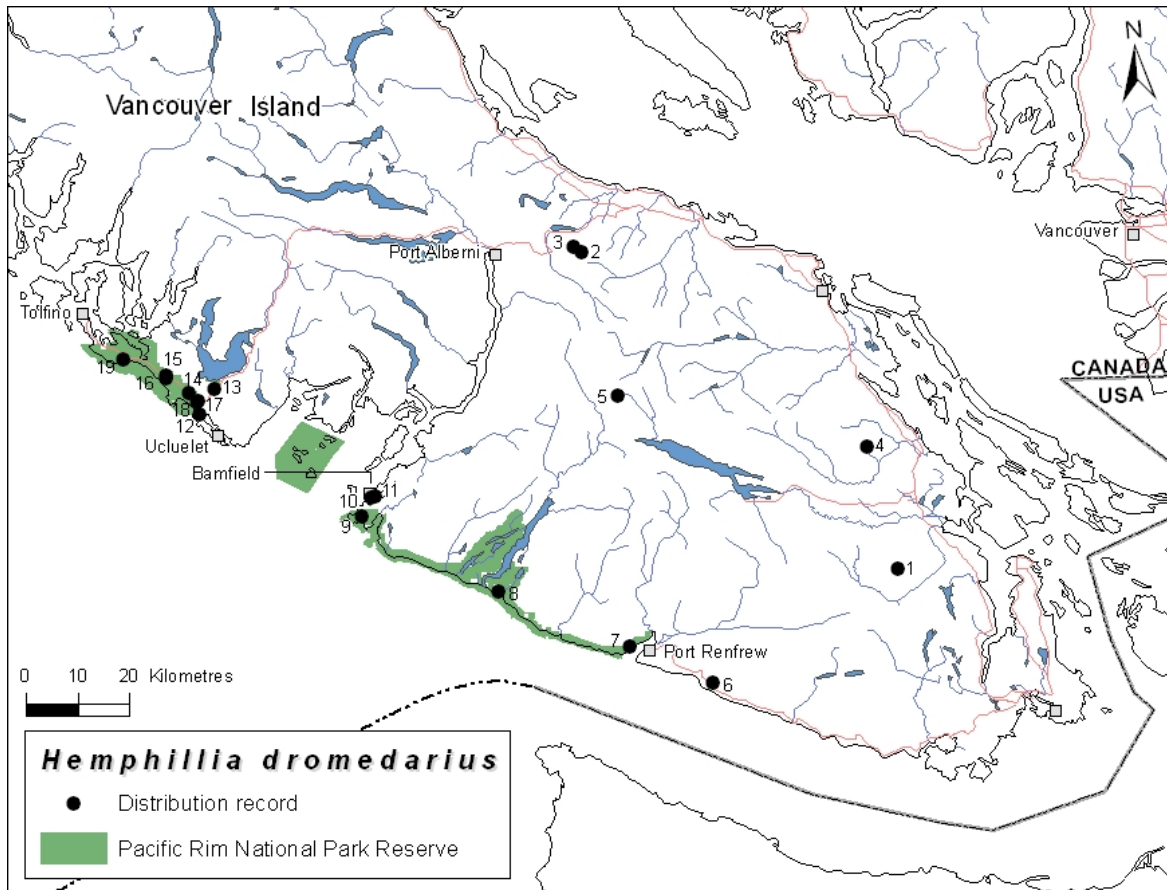 N
Vancouver Island
Vancouver
Port Alberni
3
2
Tolfino
CANADA
USA
19
15
16
14
13
17
18
12
5
4
Ucluelet
Bamfield
11
10
9
8
1
7
Port Renfrew
6
0 10 20 Kilometres
Hemphillia dromedarius
Distribution record
Pacific Rim National Park Reserve